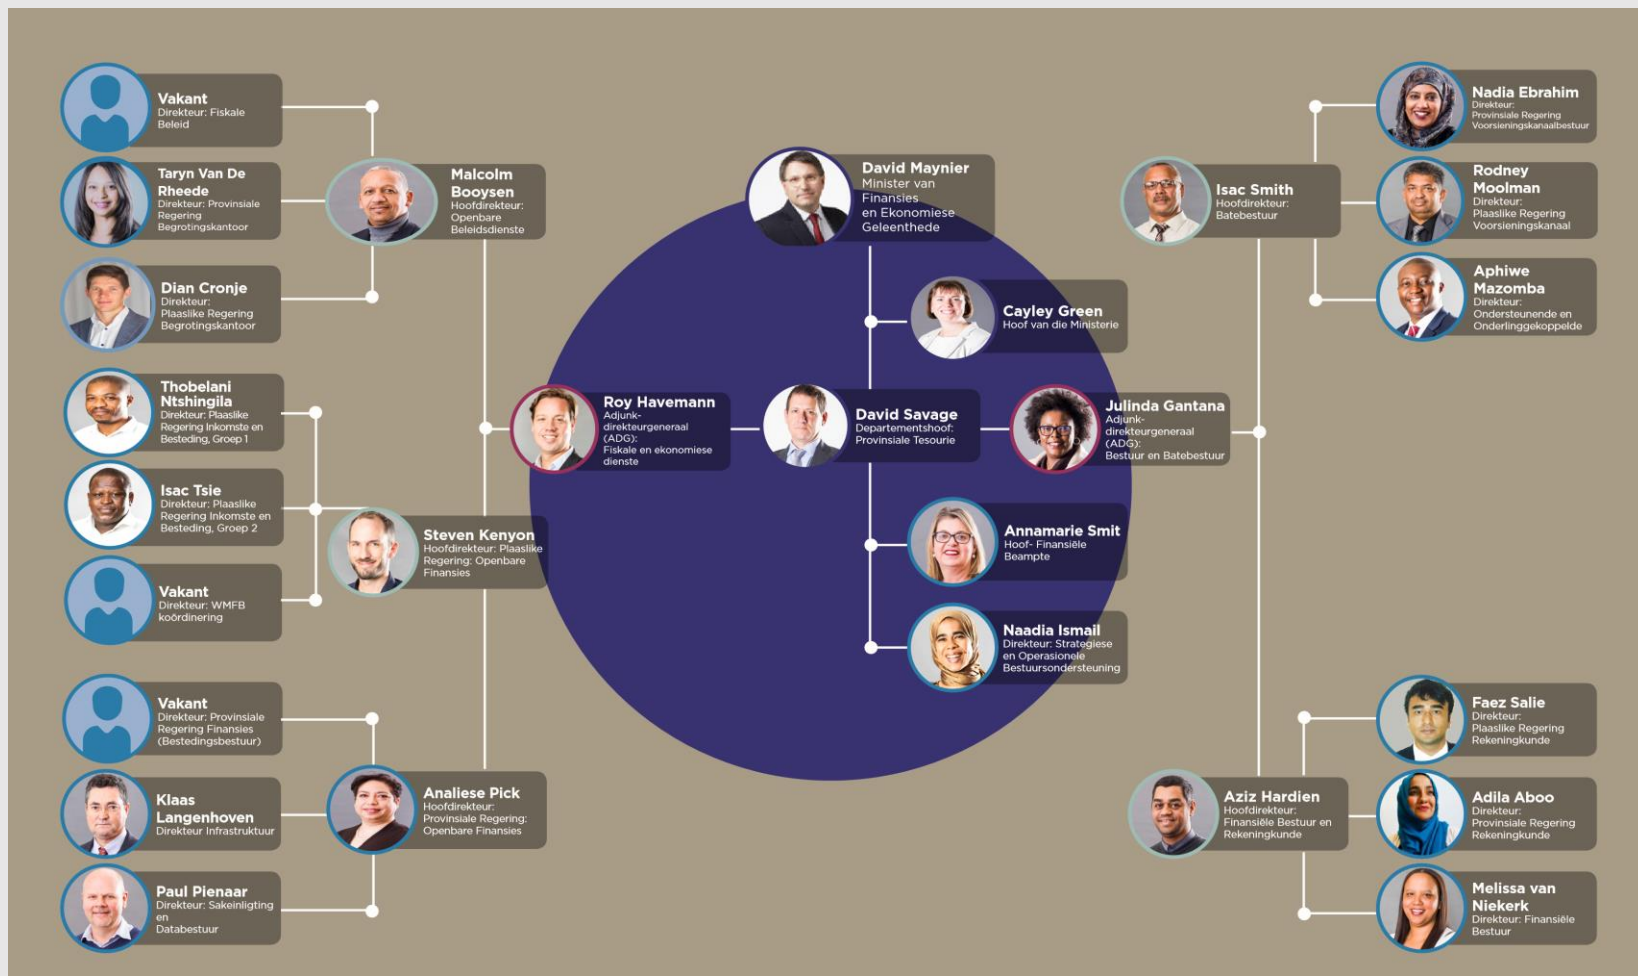 Vakant
Direkteur: Fiskale
Beleid
Taryn Van De
Rheede
Direkteur: Provinsiale
Regering
Begrotingskantoor
Dian Cronje
Direkteur:
Plaaslike Regering
Begrotingskantoor
Malcolm
Booysen
Hoofdirekteur:
Openbare
Beleidsdienste
Thobelani
Ntshingila
Direkteur: Plaaslike
Regering Inkomste en
Besteding, Groep 1
Isac Tsie
Direkteur: Plaaslike
Regering Inkomste en
Besteding, Groep 2
Vakant
Direkteur: WMFB
koördinering
Steven Kenyon
Hoofdirekteur: Plaaslike
Regering: Openbare
Finansies
Vakant
Direkteur: Provinsiale
Regering Finansies
(Bestedingsbestuur)
Klaas
Langenhoven
Direkteur Infrastruktuur
Paul Pienaar
Direkteur: Sakeinligting
en
Databestuur
Analiese Pick
Hoofdirekteur:
Provinsiale Regering:
Openbare Finansies
Roy Havemann
Adjunk-
direkteurgeneraal
(ADG):
Fiskale en ekonomiese
dienste
David Maynier
Minister van
Finansies
en Ekonomiese
Geleenthede
Cayley Green
Hoof van die Ministerie
David Savage
Departementshoof:
Provinsiale Tesourie
Annamarie Smit
Hoof- Finansiële
Beampte
Naadia Ismail
Direkteur: Strategiese
en Operasionele
Bestuursondersteuning
Julinda Gantana
Adjunk-
direkteurgeneraal
(ADG):
Bestuur en Batebestuur
Isac Smith
Hoofdirekteur:
Batebestuur
Nadia Ebrahim
Direkteur:
Provinsiale Regering
Voorsieningskanaalbestuur
Rodney
Moolman
Direkteur:
Plaaslike Regering
Voorsieningskanaal
Aphiwe
Mazomba
Direkteur:
Ondersteunende en
Onderlinggekoppelde
Aziz Hardien
Hoofdirekteur:
Finansiële Bestuur en
Rekeningkunde
Faez Salie
Direkteur:
Plaaslike Regering
Rekeningkunde
Adila Aboo
Direkteur:
Provinsiale Regering
Rekeningkunde
Melissa van
Niekerk
Direkteur: Finansiële
Bestuur